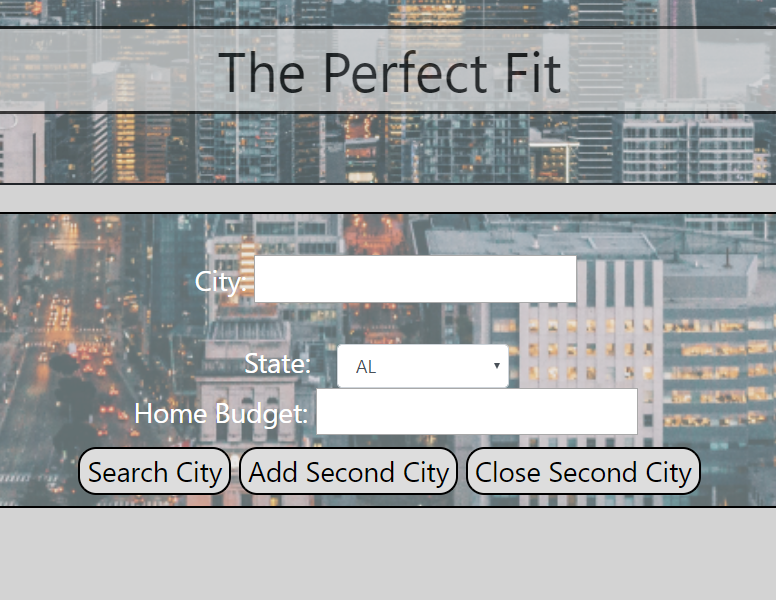 The Perfect Fit
City:
State: AL
Home Budget:
Search City Add Second City Close Second City